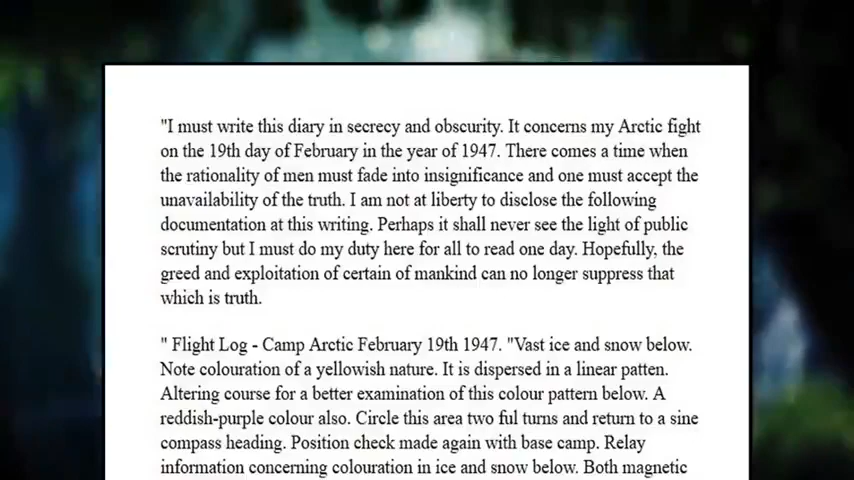 "I must write this diary in secrecy and obscurity. It concerns my Arctic fight
on the 19th day of February in the year of 1947. There comes a time when
the rationality of men must fade into insignificance and one must accept the
unavailability of the truth. I am not at liberty to disclose the following
documentation at this writing. Perhaps it shall never see the light of public
scrutiny but I must do my duty here for all to read one day. Hopefully, the
greed and exploitation of certain of mankind can no longer suppress that
which is truth.
" Flight Log - Camp Arctic February 19th 1947. "Vast ice and snow below.
Note colouration of a yellowish nature. It is dispersed in a linear patten.
Altering course for a better examination of this colour pattern below. A
reddish-purple colour also. Circle this area two ful turns and return to a sine
compass heading. Position check made again with base camp. Relay
information concerning colouration in ice and snow below. Both magnetic